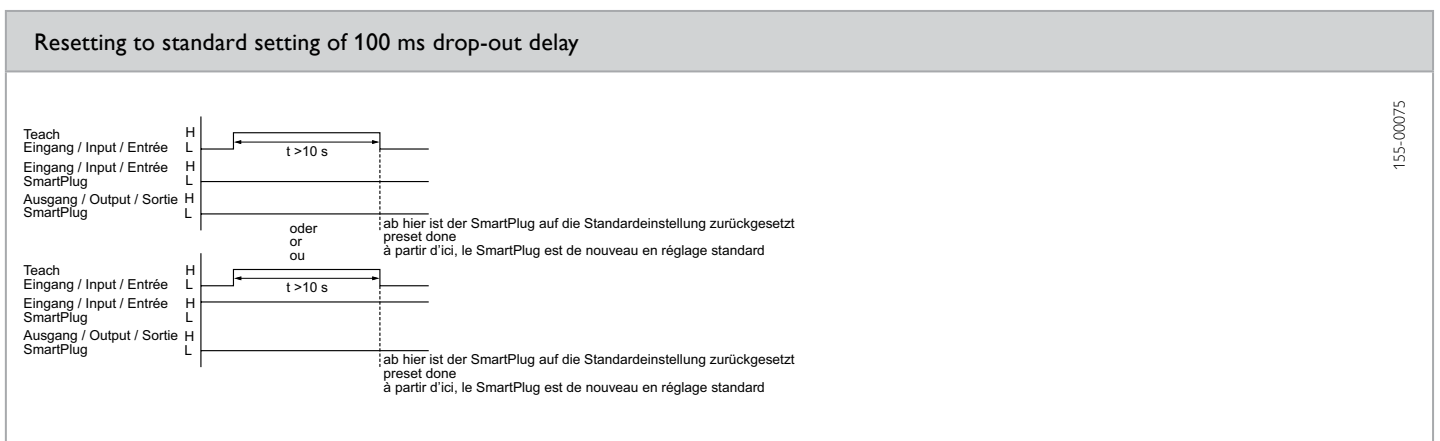 Resetting to standard setting of 100 ms drop-out delay
155-00075
Teach H
Eingang / Input / Entrée L
t >10 s
Eingang / Input / Entrée H
SmartPlug L
Ausgang / Output / Sortie H
SmartPlug L
ab hier ist der SmartPlug auf die Standardeinstellung zurückgesetzt
preset done
à partir d'ici, le SmartPlug est de nouveau en réglage standard
oder
or
ou
Teach H
Eingang / Input / Entrée L
t >10 s
Eingang / Input / Entrée H
SmartPlug L
Ausgang / Output / Sortie H
SmartPlug L
ab hier ist der SmartPlug auf die Standardeinstellung zurückgesetzt
preset done
à partir d'ici, le SmartPlug est de nouveau en réglage standard